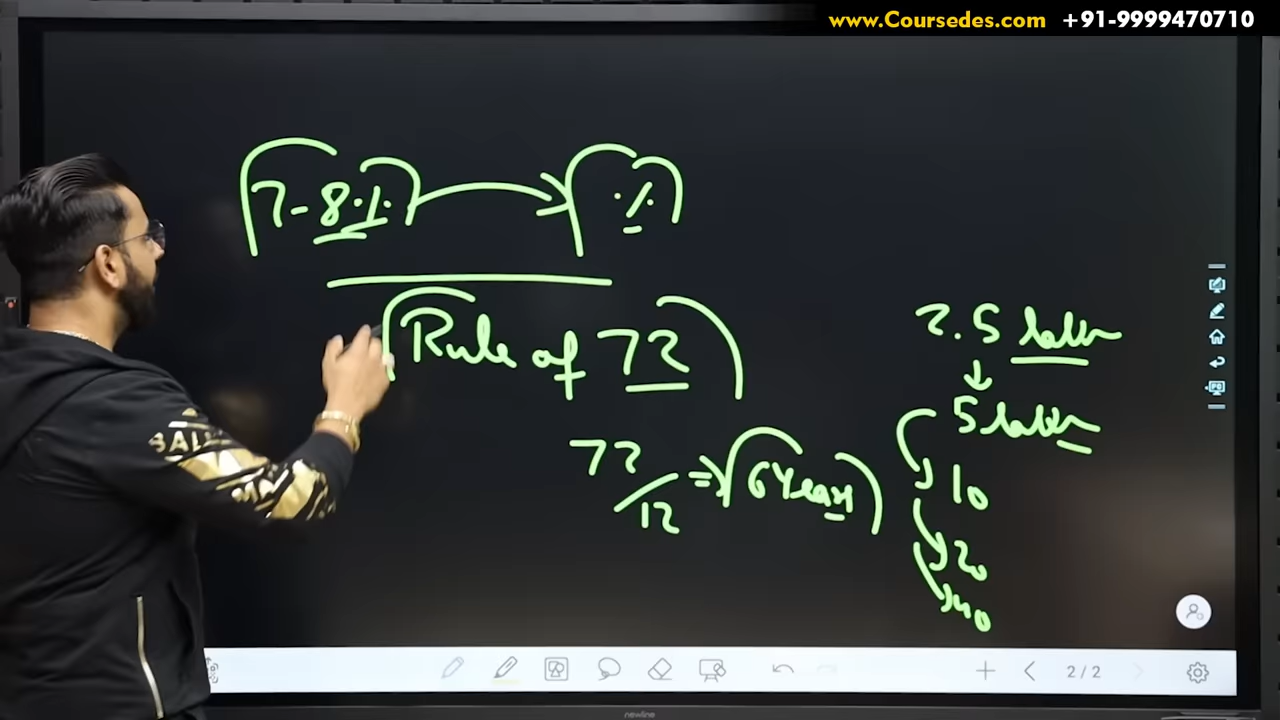 www.Coursedes.com +91-9999470710
7-8% → %
Rule of 72
72/12 ⇒ 6 Years
2.5 lakh
↓
5 lakh
10
20
40
2/2
newline